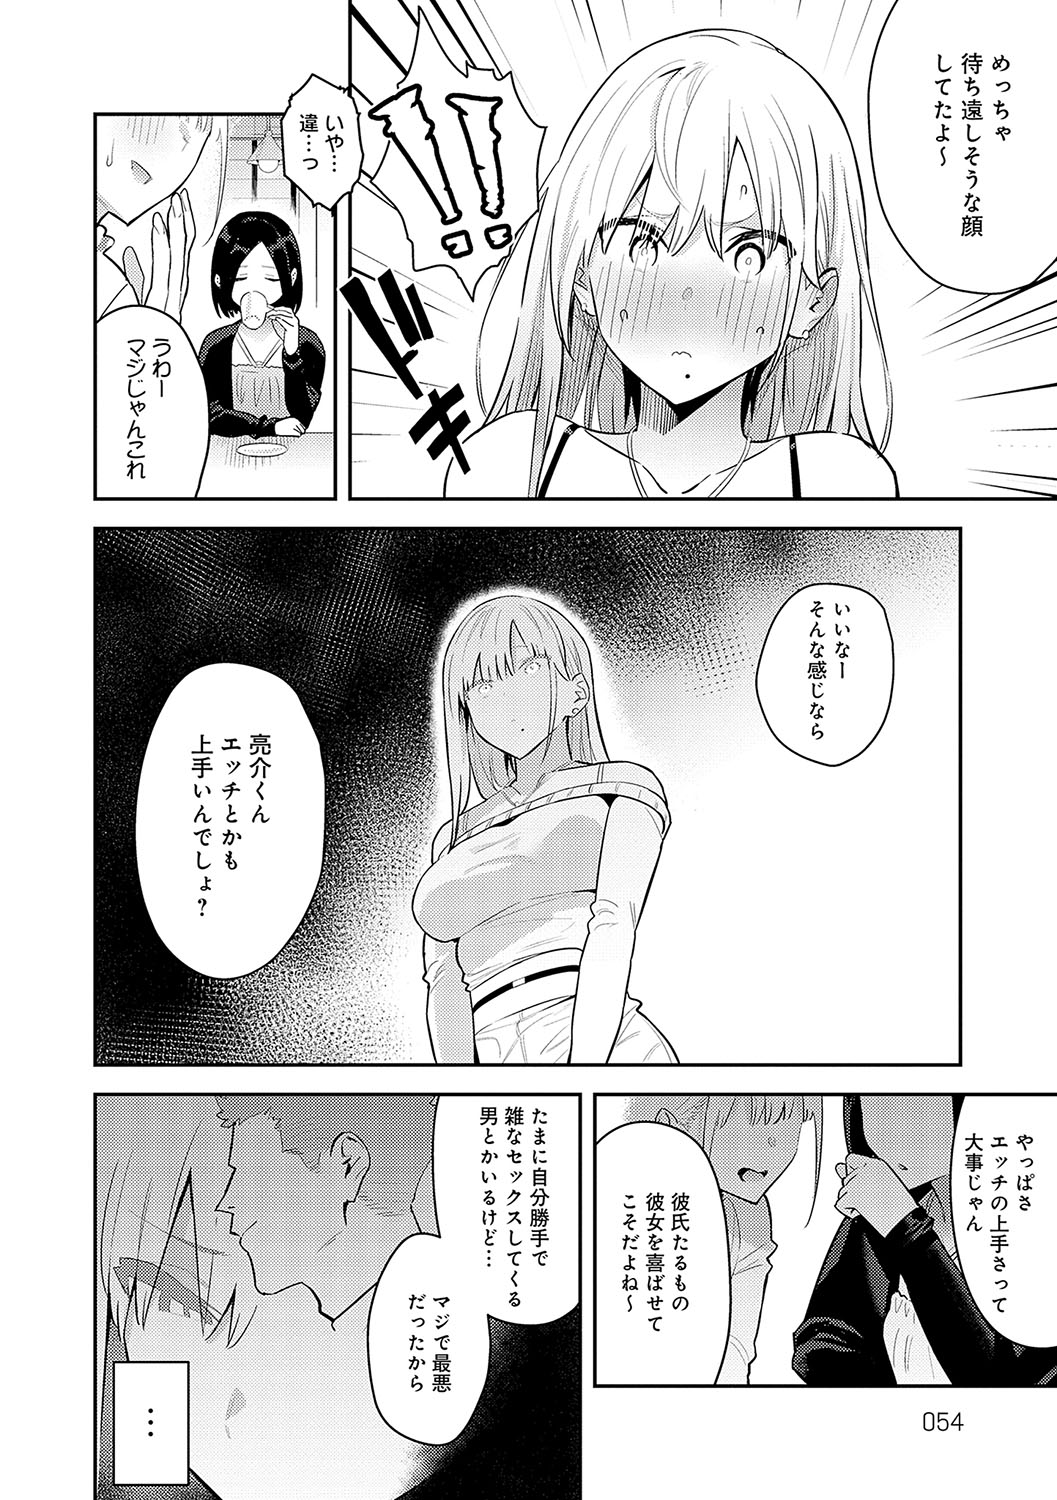 めっちゃ
待ち遠しそうな顔
してたよ～
!!
ドキ
いや…
違…っ
うわー
マジじゃんこれ
いいなー
そんな感じなら
亮介くん
エッチとかも
上手いんでしょ?
やっぱさ
エッチの上手さって
大事じゃん
彼氏たるもの
彼女を喜ばせて
こそだよね～
たまに自分勝手で
雑なセックスしてくる
男とかいるけど…
マジで最悪
だったから
…
054